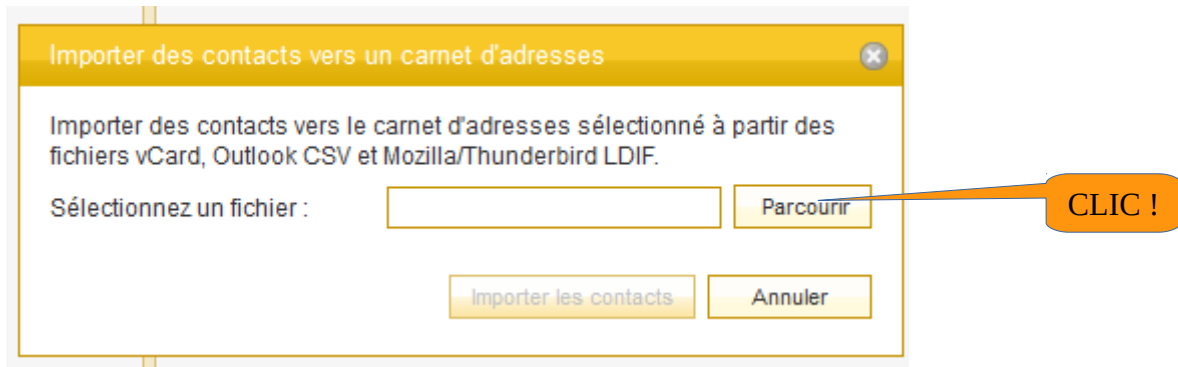 Importer des contacts vers un carnet d'adresses
Importer des contacts vers le carnet d'adresses sélectionné à partir des
fichiers vCard, Outlook CSV et Mozilla/Thunderbird LDIF.
Sélectionnez un fichier :
Parcourir
CLIC !
Importer les contacts
Annuler